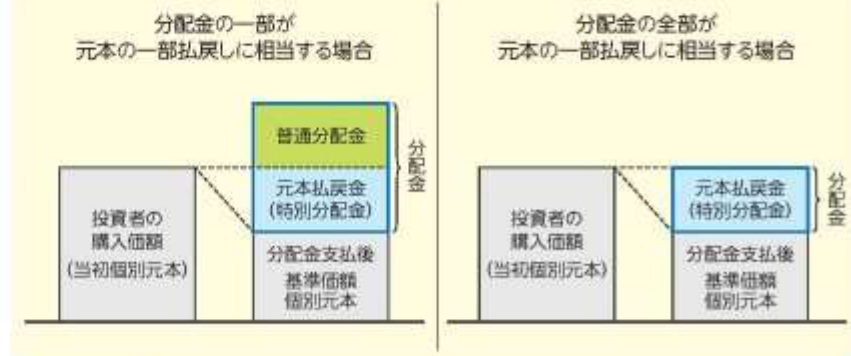 分配金の一部が
元本の一部払戻しに相当する場合
普通分配金
元本払戻金
(特別分配金)
分配金
投資者の
購入価額
(当初個別元本)
分配金支払後
基準価額
個別元本
分配金の全部が
元本の一部払戻しに相当する場合
元本払戻金
(特別分配金)
分配金
投資者の
購入価額
(当初個別元本)
分配金支払後
基準価額
個別元本